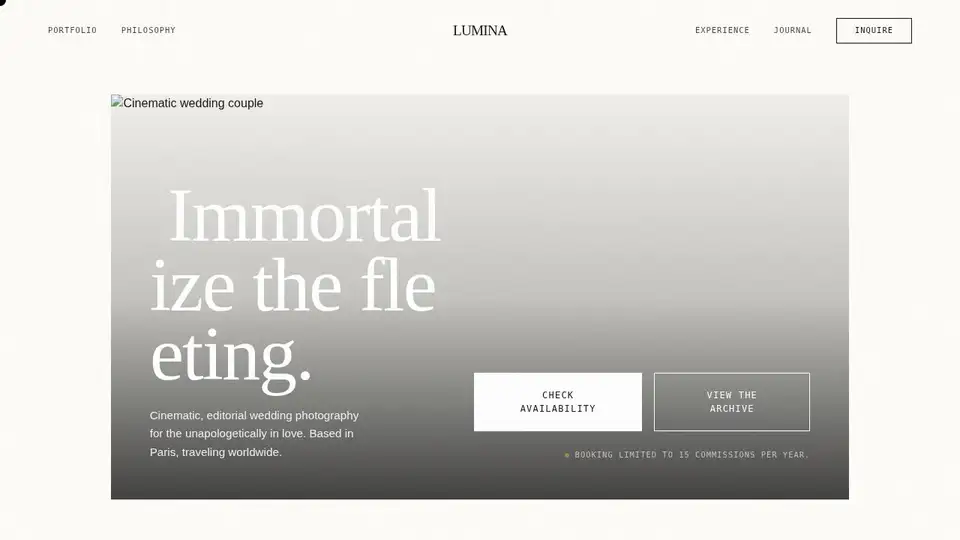 PORTFOLIO
PHILOSOPHY
LUMINA
EXPERIENCE
JOURNAL
INQUIRE
Cinematic wedding couple
Immortal
ize the fle
eting.
Cinematic, editorial wedding photography
for the unapologetically in love. Based in
Paris, traveling worldwide.
CHECK
AVAILABILITY
VIEW THE
ARCHIVE
BOOKING LIMITED TO 15 COMMISSIONS PER YEAR.